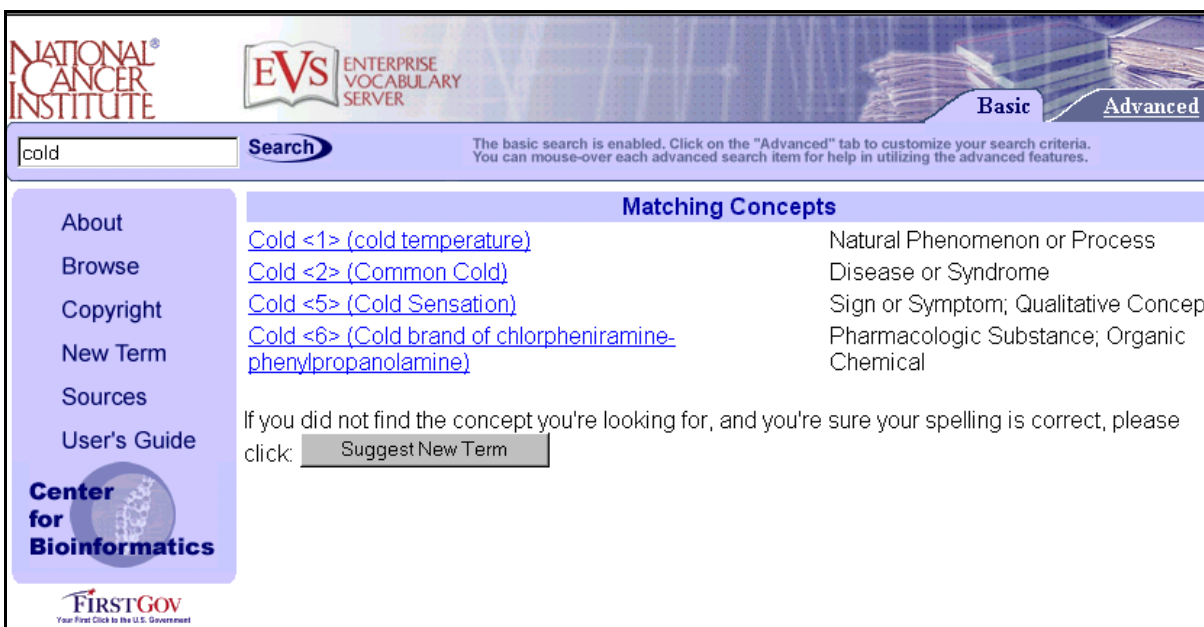 NATIONAL®
CANCER
INSTITUTE
EVS ENTERPRISE
VOCABULARY
SERVER
Basic
Advanced
cold
Search
The basic search is enabled. Click on the "Advanced" tab to customize your search criteria.
You can mouse-over each advanced search item for help in utilizing the advanced features.
About
Browse
Copyright
New Term
Sources
User's Guide
Center
for
Bioinformatics
FIRSTGOV
Your First Click to the U.S. Government
Matching Concepts
Cold <1> (cold temperature) Natural Phenomenon or Process
Cold <2> (Common Cold) Disease or Syndrome
Cold <5> (Cold Sensation) Sign or Symptom; Qualitative Concep
Cold <6> (Cold brand of chlorpheniramine- Pharmacologic Substance; Organic
phenylpropanolamine) Chemical
If you did not find the concept you're looking for, and you're sure your spelling is correct, please
click: Suggest New Term